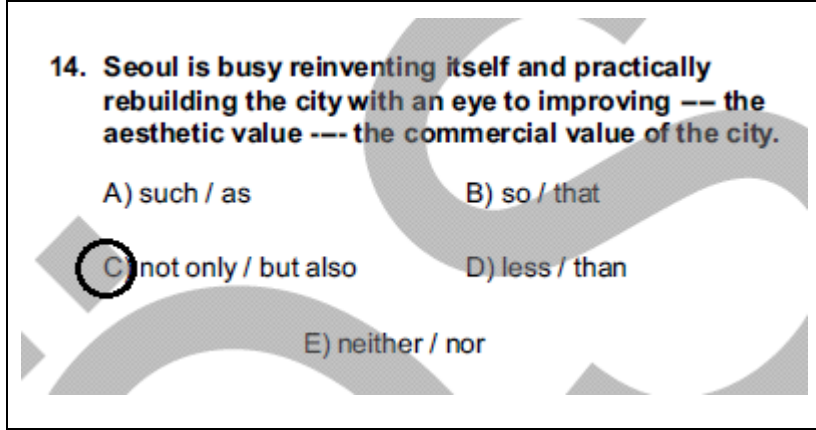 14. Seoul is busy reinventing itself and practically
rebuilding the city with an eye to improving ---- the
aesthetic value ---- the commercial value of the city.
A) such / as B) so / that
C) not only / but also D) less / than
E) neither / nor